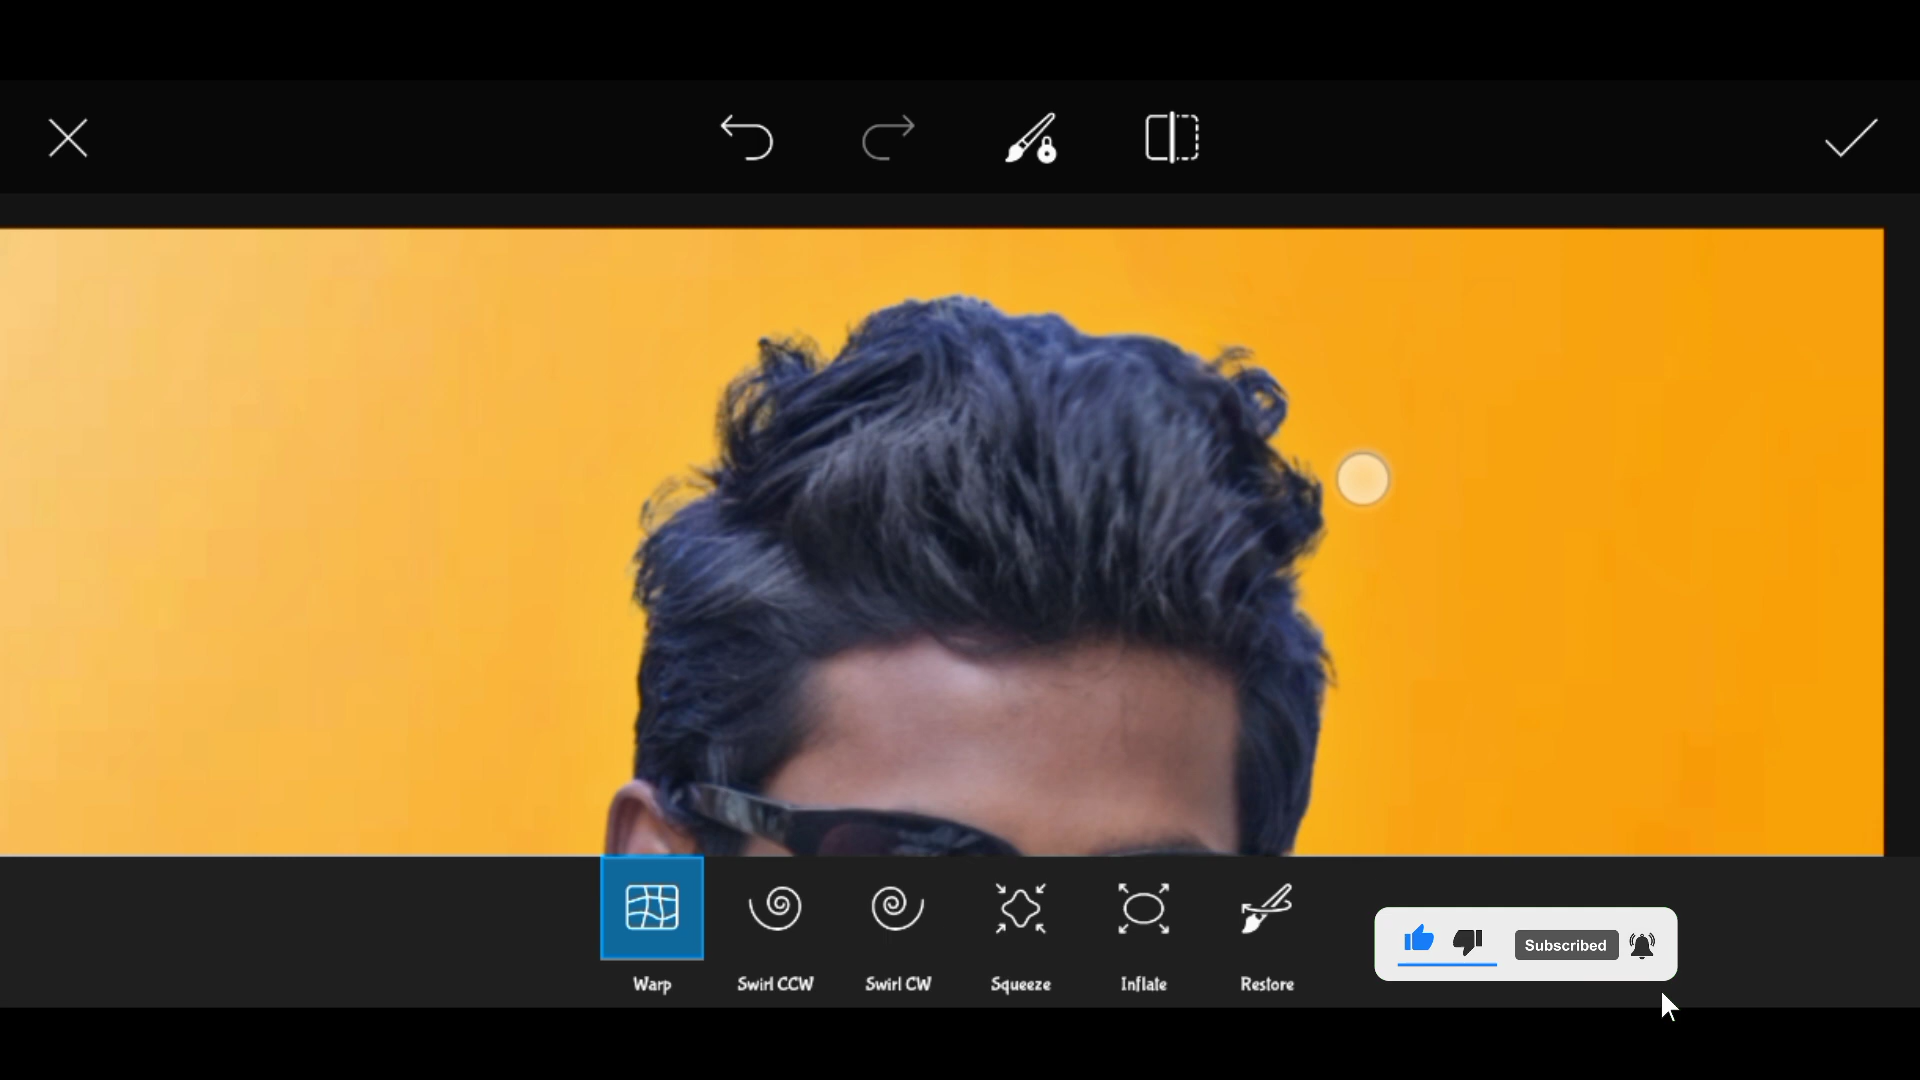 Warp
Swirl CCW
Swirl CW
Squeeze
Inflate
Restore
Subscribed